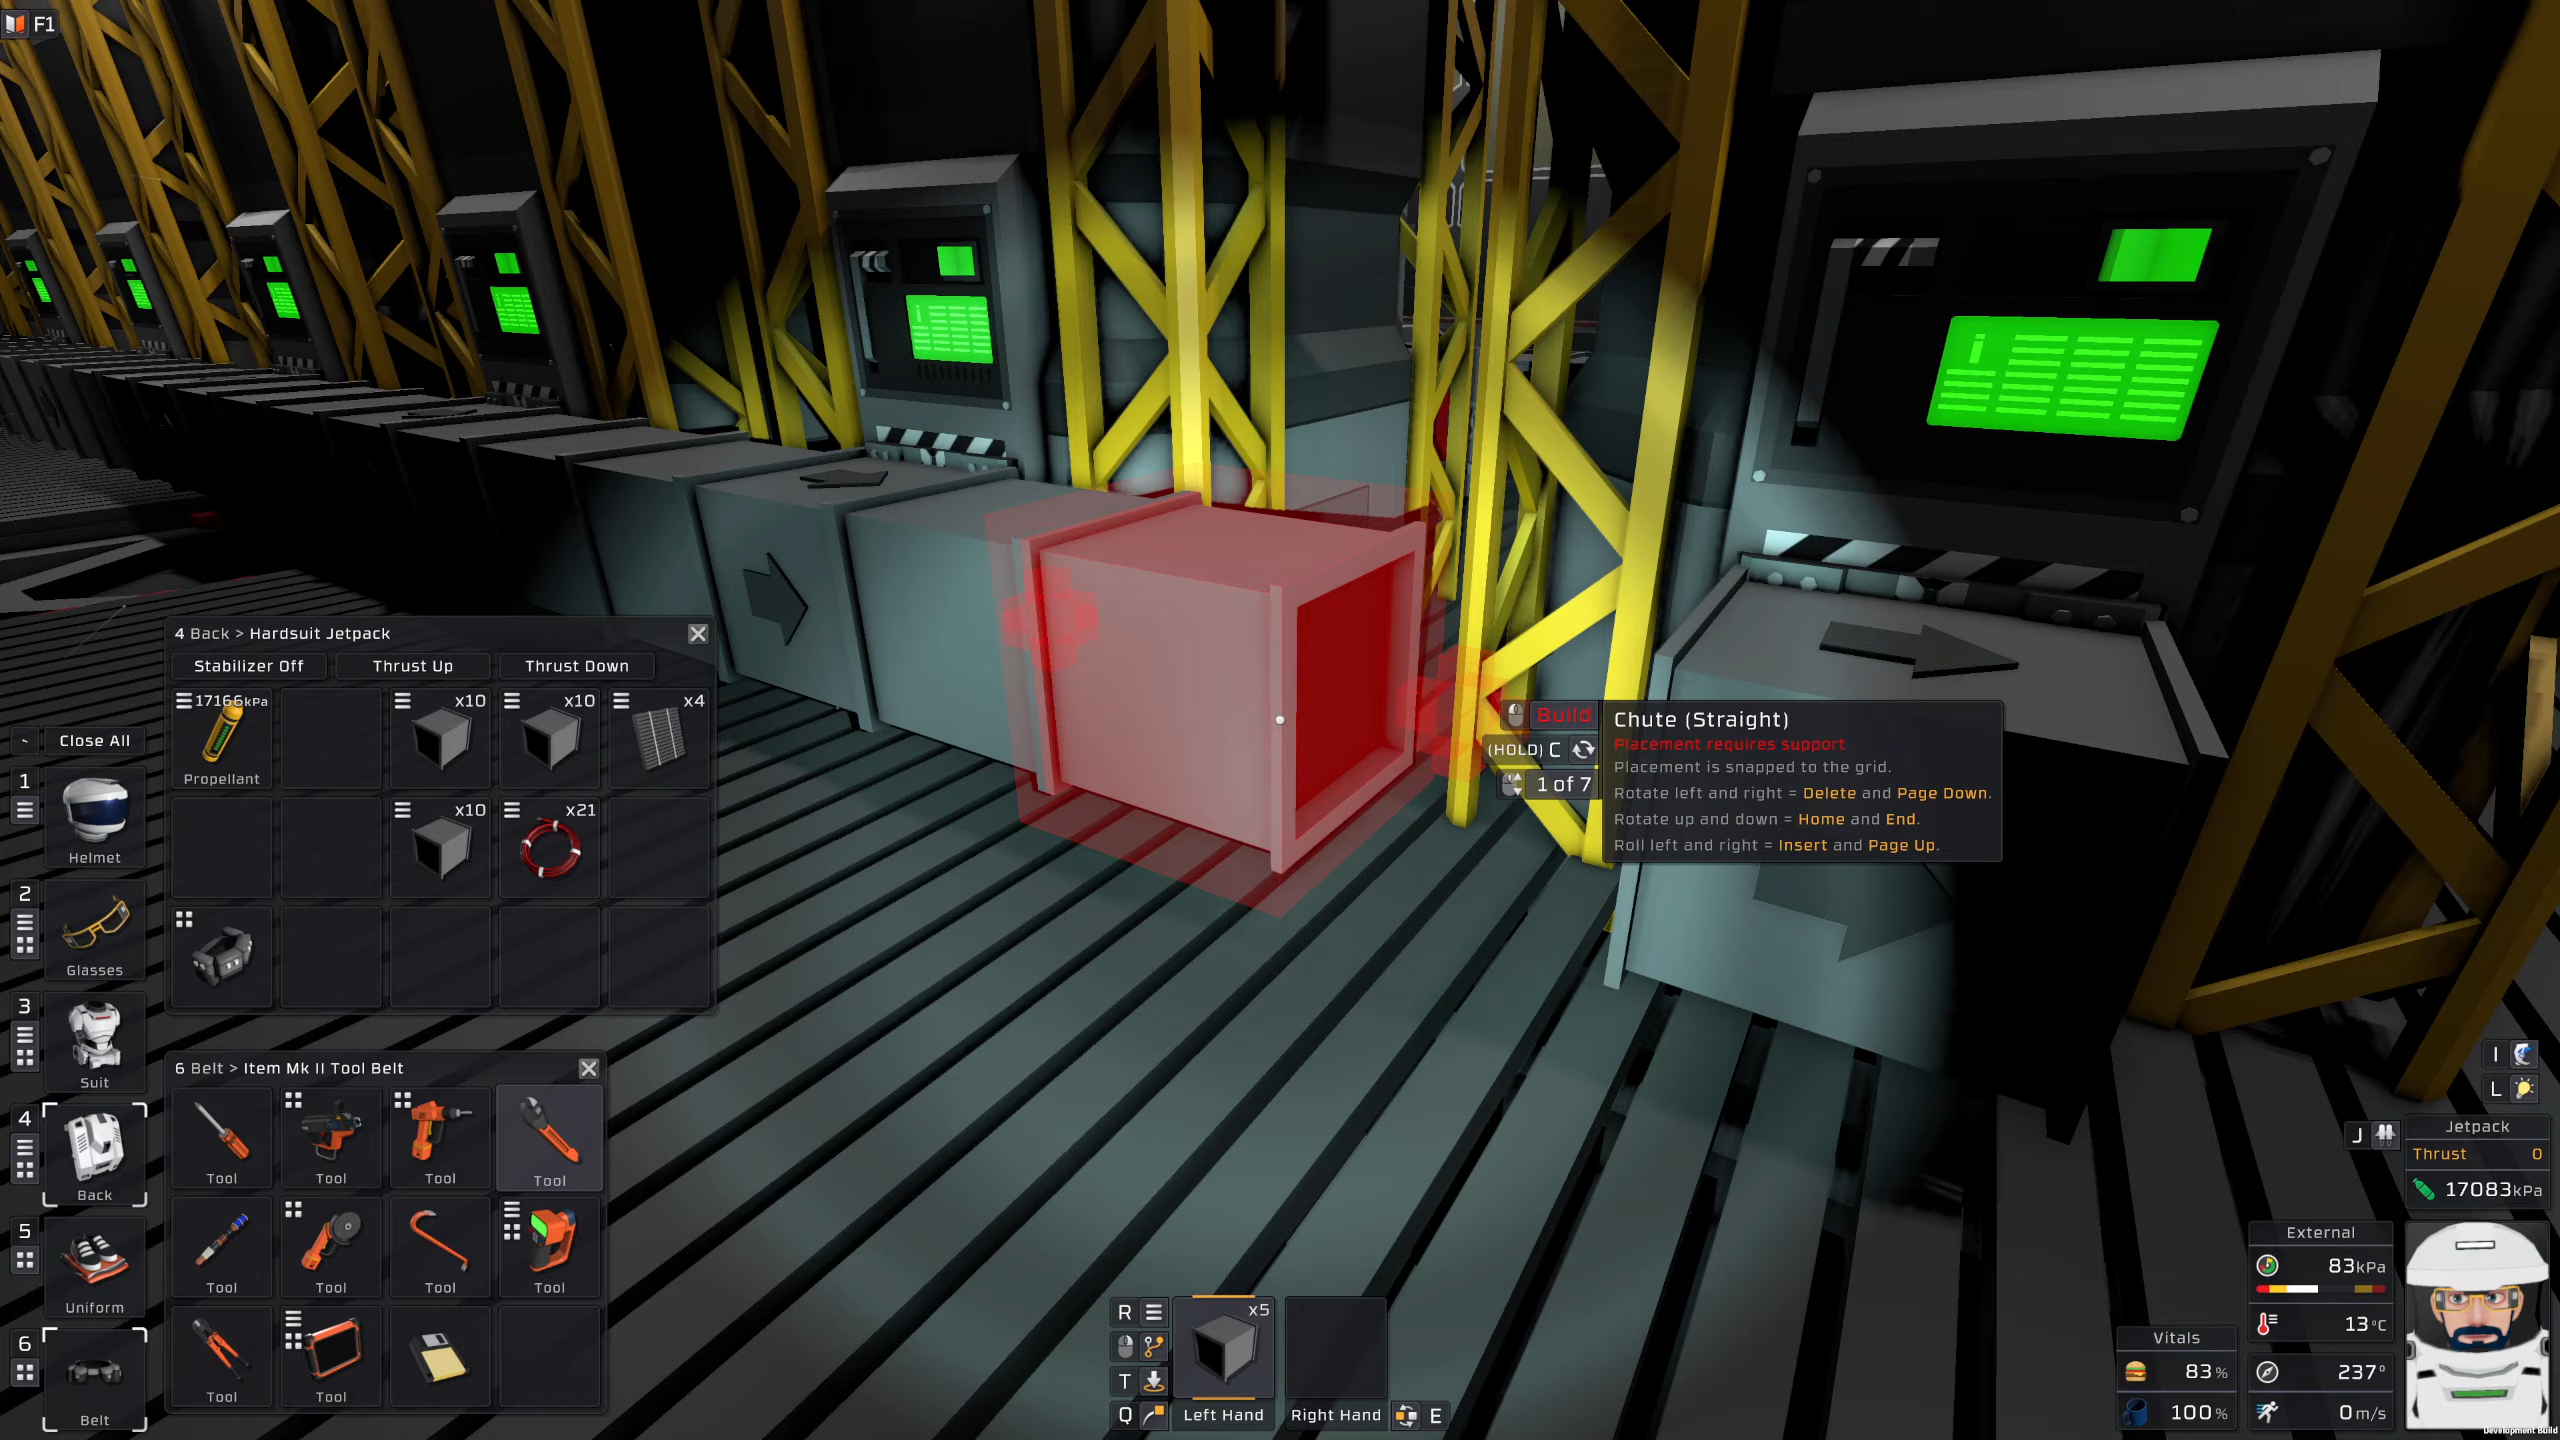 F1
Build
Chute (Straight)
Placement requires support
(HOLD) C
Placement is snapped to the grid.
1 of 7
Rotate left and right = Delete and Page Down.
Rotate up and down = Home and End.
Roll left and right = Insert and Page Up.
4 Back > Hardsuit Jetpack
Stabilizer Off
Thrust Up
Thrust Down
17166kPa
x10
x10
x4
Propellant
x10
x21
~
Close All
1
Helmet
2
Glasses
3
Suit
4
Back
5
Uniform
6
Belt
6 Belt > Item Mk II Tool Belt
Tool
Tool
Tool
Tool
Tool
Tool
Tool
Tool
Tool
Tool
R
x5
T
Q
Left Hand
Right Hand
E
I
L
J
Jetpack
Thrust 0
17083kPa
External
83kPa
13°C
Vitals
83%
237°
100%
0m/s
Development Build